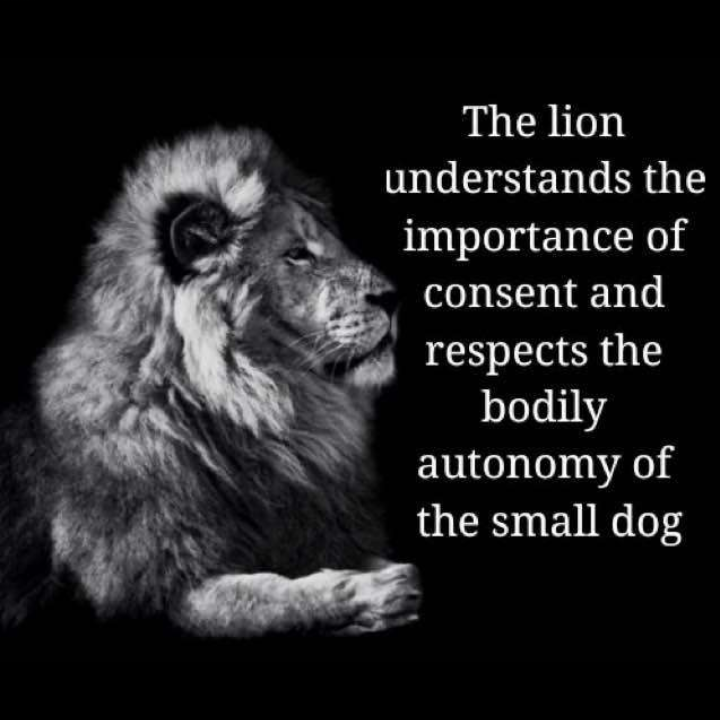 The lion
understands the
importance of
consent and
respects the
bodily
autonomy of
the small dog